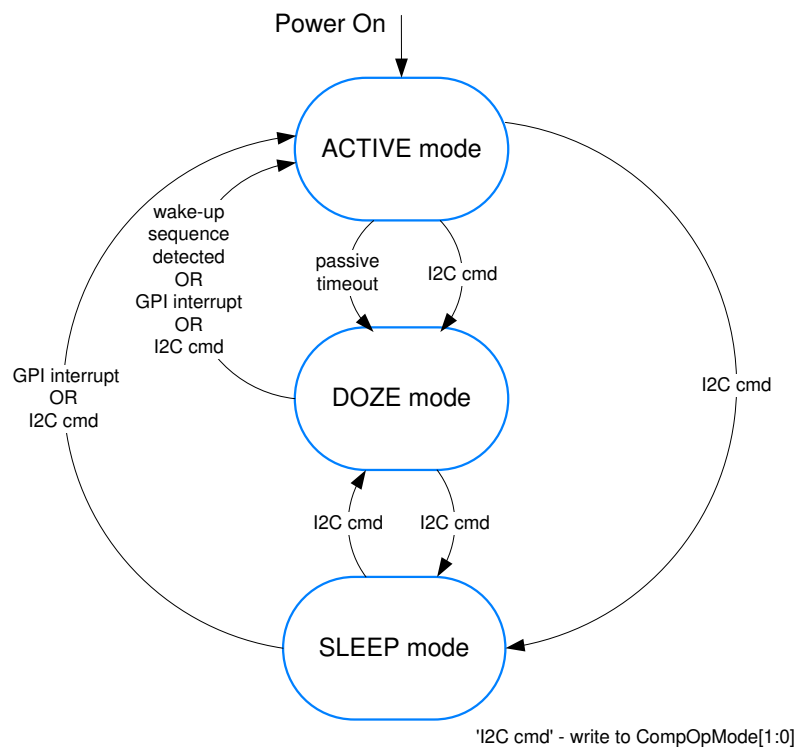 Power On
ACTIVE mode
wake-up
sequence
detected
OR
GPI interrupt
OR
I2C cmd
passive
timeout
I2C cmd
GPI interrupt
OR
I2C cmd
I2C cmd
DOZE mode
I2C cmd
I2C cmd
SLEEP mode
'I2C cmd' - write to CompOpMode[1:0]